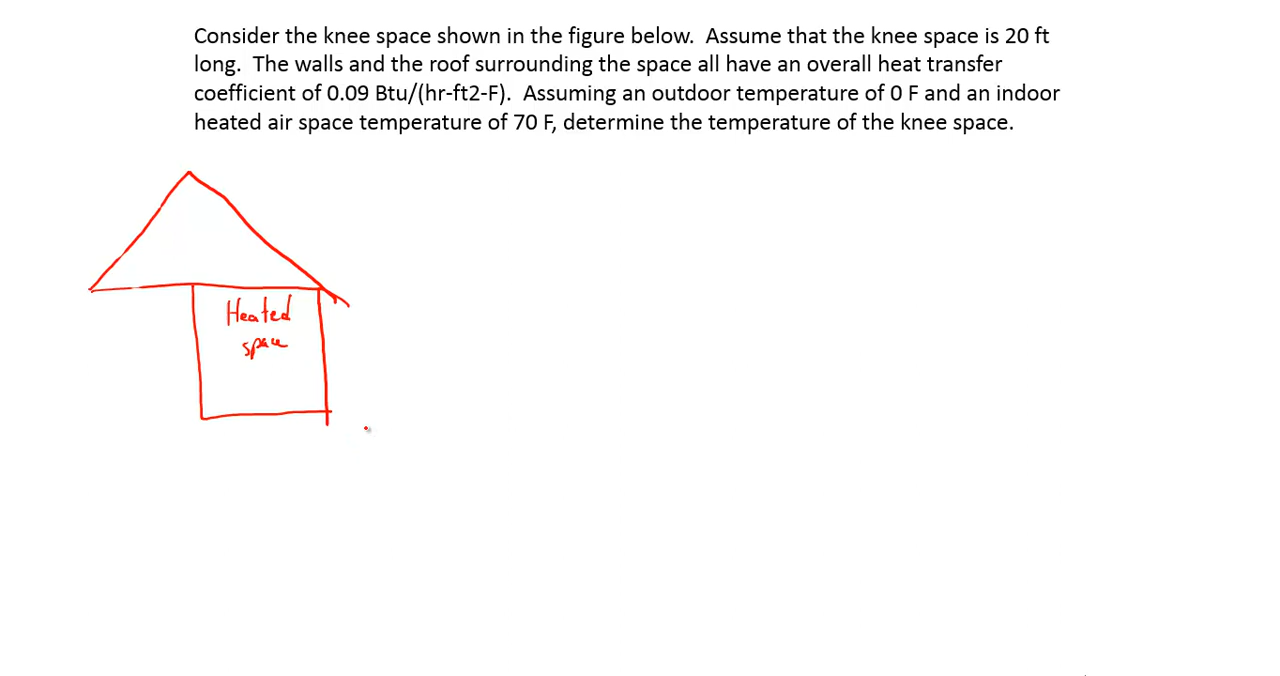 Consider the knee space shown in the figure below.  Assume that the knee space is 20 ft
long.  The walls and the roof surrounding the space all have an overall heat transfer
coefficient of 0.09 Btu/(hr-ft2-F).  Assuming an outdoor temperature of 0 F and an indoor
heated air space temperature of 70 F, determine the temperature of the knee space.
Heated
space